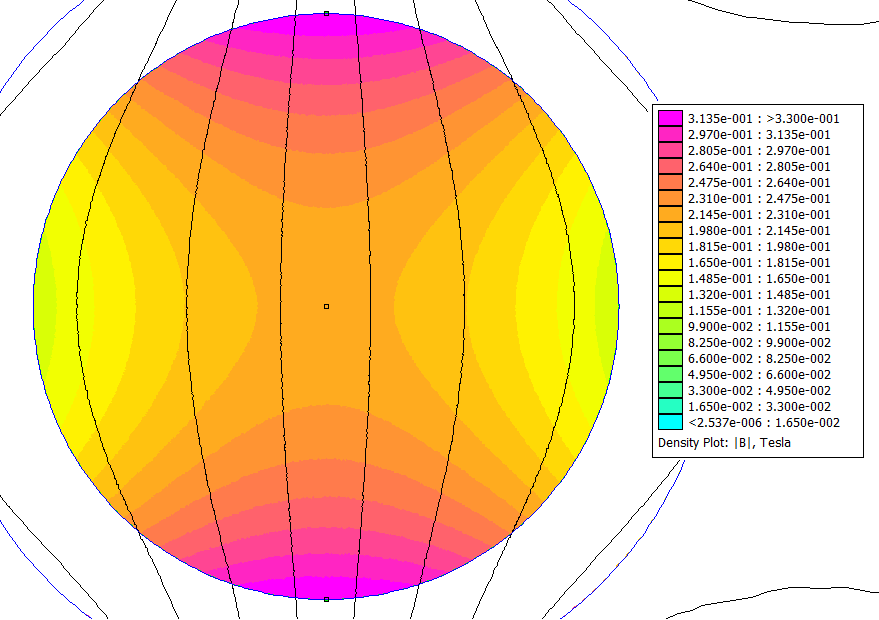 3.135e-001 : >3.300e-001
2.970e-001 : 3.135e-001
2.805e-001 : 2.970e-001
2.640e-001 : 2.805e-001
2.475e-001 : 2.640e-001
2.310e-001 : 2.475e-001
2.145e-001 : 2.310e-001
1.980e-001 : 2.145e-001
1.815e-001 : 1.980e-001
1.650e-001 : 1.815e-001
1.485e-001 : 1.650e-001
1.320e-001 : 1.485e-001
1.155e-001 : 1.320e-001
9.900e-002 : 1.155e-001
8.250e-002 : 9.900e-002
6.600e-002 : 8.250e-002
4.950e-002 : 6.600e-002
3.300e-002 : 4.950e-002
1.650e-002 : 3.300e-002
<2.537e-006 : 1.650e-002
Density Plot: |B|, Tesla